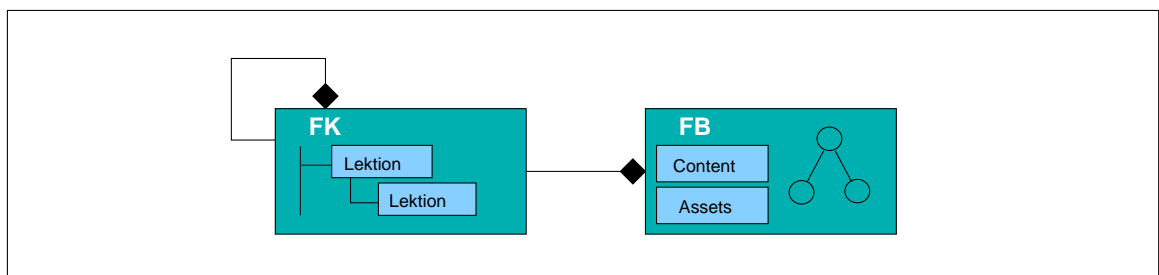 FK
Lektion
Lektion
FB
Content
Assets